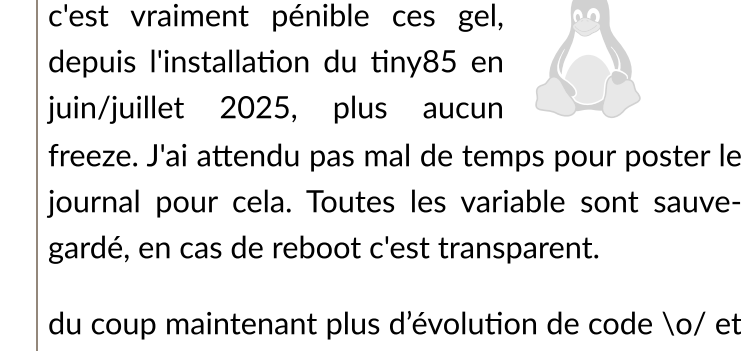 c'est vraiment pénible ces gel,
depuis l'installation du tiny85 en
juin/juillet 2025, plus aucun
freeze. J'ai attendu pas mal de temps pour poster le
journal pour cela. Toutes les variable sont sauve-
gardé, en cas de reboot c'est transparent.
du coup maintenant plus d’évolution de code \o/ et